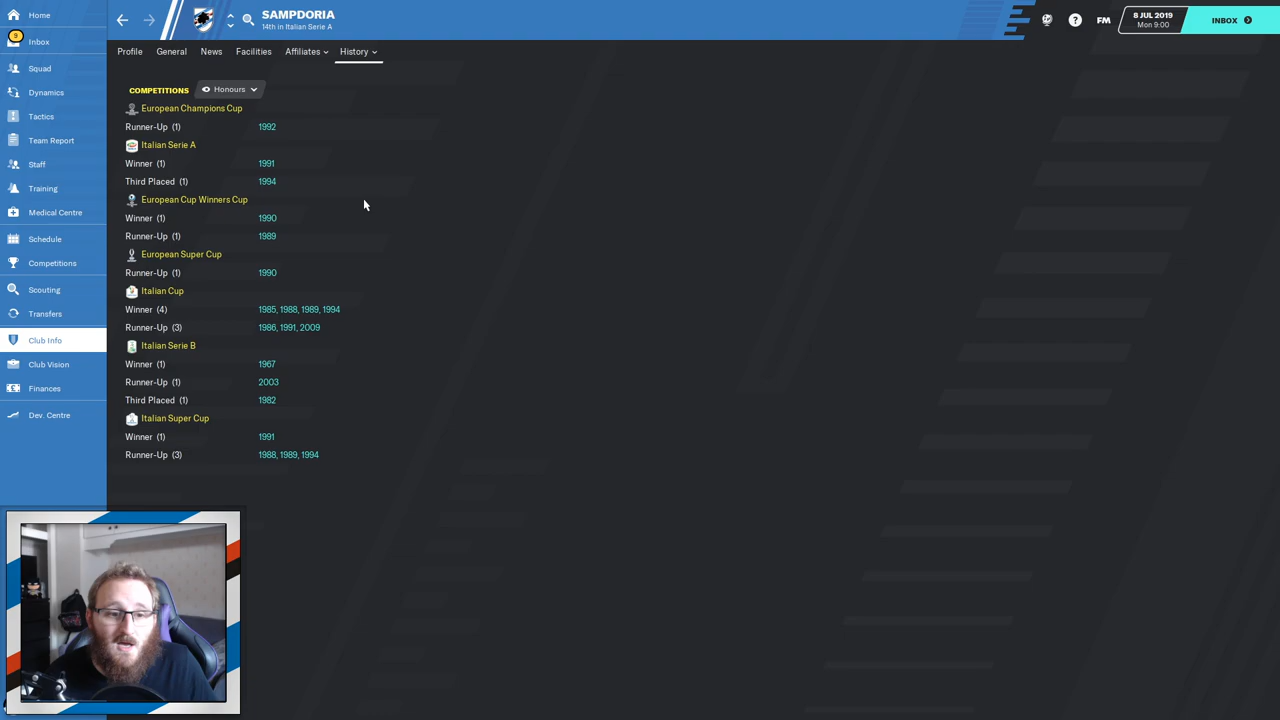 Home
3
Inbox
Squad
Dynamics
Tactics
Team Report
Staff
Training
Medical Centre
Schedule
Competitions
Scouting
Transfers
Club Info
Club Vision
Finances
Dev. Centre
SAMPDORIA
14th in Italian Serie A
FM
8 JUL 2019
Mon 9:00
INBOX
Profile General News Facilities Affiliates History
COMPETITIONS Honours
European Champions Cup
Runner-Up (1) 1992
Italian Serie A
Winner (1) 1991
Third Placed (1) 1994
European Cup Winners Cup
Winner (1) 1990
Runner-Up (1) 1989
European Super Cup
Runner-Up (1) 1990
Italian Cup
Winner (4) 1985, 1988, 1989, 1994
Runner-Up (3) 1986, 1991, 2009
Italian Serie B
Winner (1) 1967
Runner-Up (1) 2003
Third Placed (1) 1982
Italian Super Cup
Winner (1) 1991
Runner-Up (3) 1988, 1989, 1994